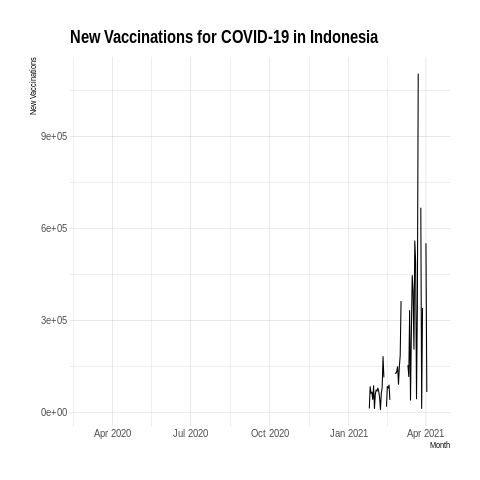 New Vaccinations for COVID-19 in Indonesia
New Vaccinations
9e+05
6e+05
3e+05
0e+00
Apr 2020
Jul 2020
Oct 2020
Jan 2021
Apr 2021
Month